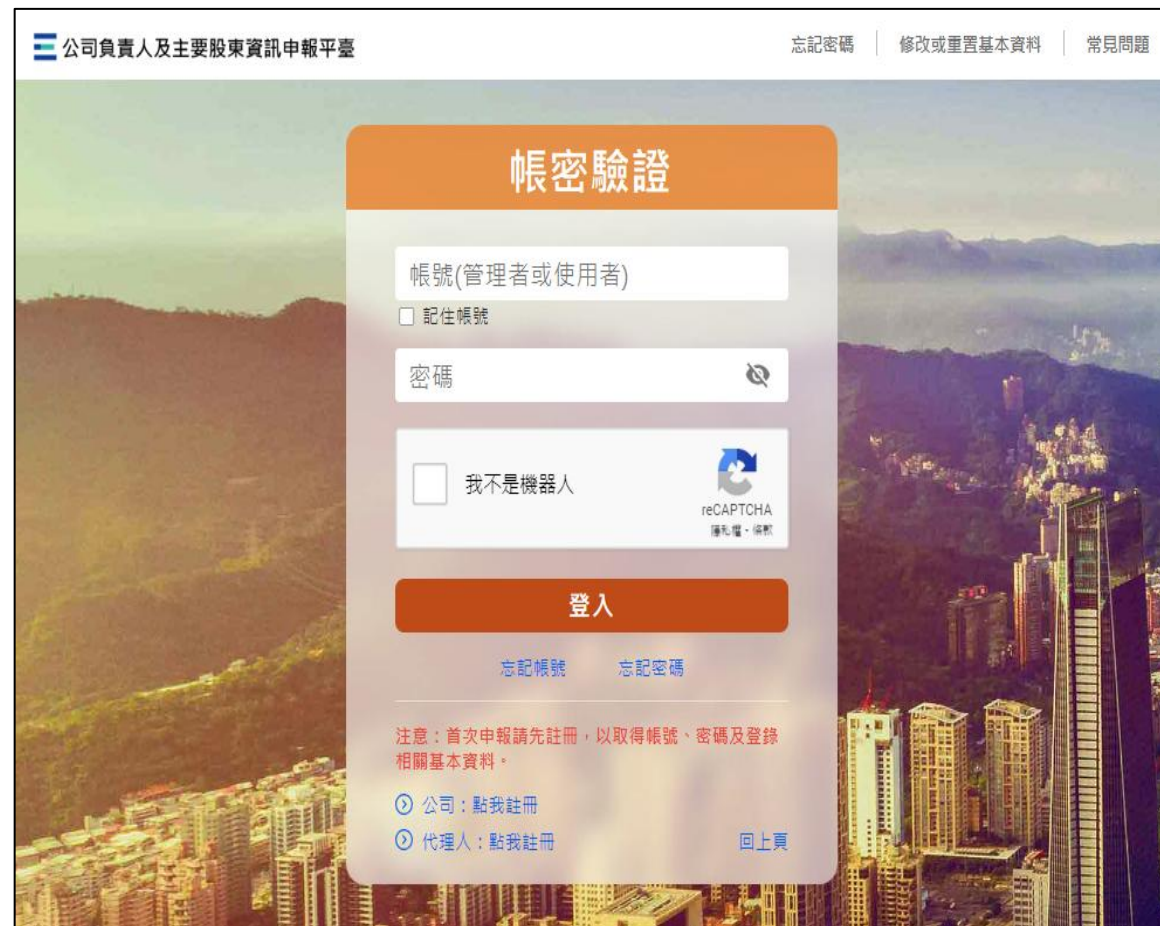 公司負責人及主要股東資訊申報平臺
忘記密碼
修改或重置基本資料
常見問題
帳密驗證
帳號(管理者或使用者)
記住帳號
密碼
我不是機器人
reCAPTCHA
隱私權 - 條款
登入
忘記帳號
忘記密碼
注意：首次申報請先註冊，以取得帳號、密碼及登錄
相關基本資料。
公司：點我註冊
代理人：點我註冊
回上頁